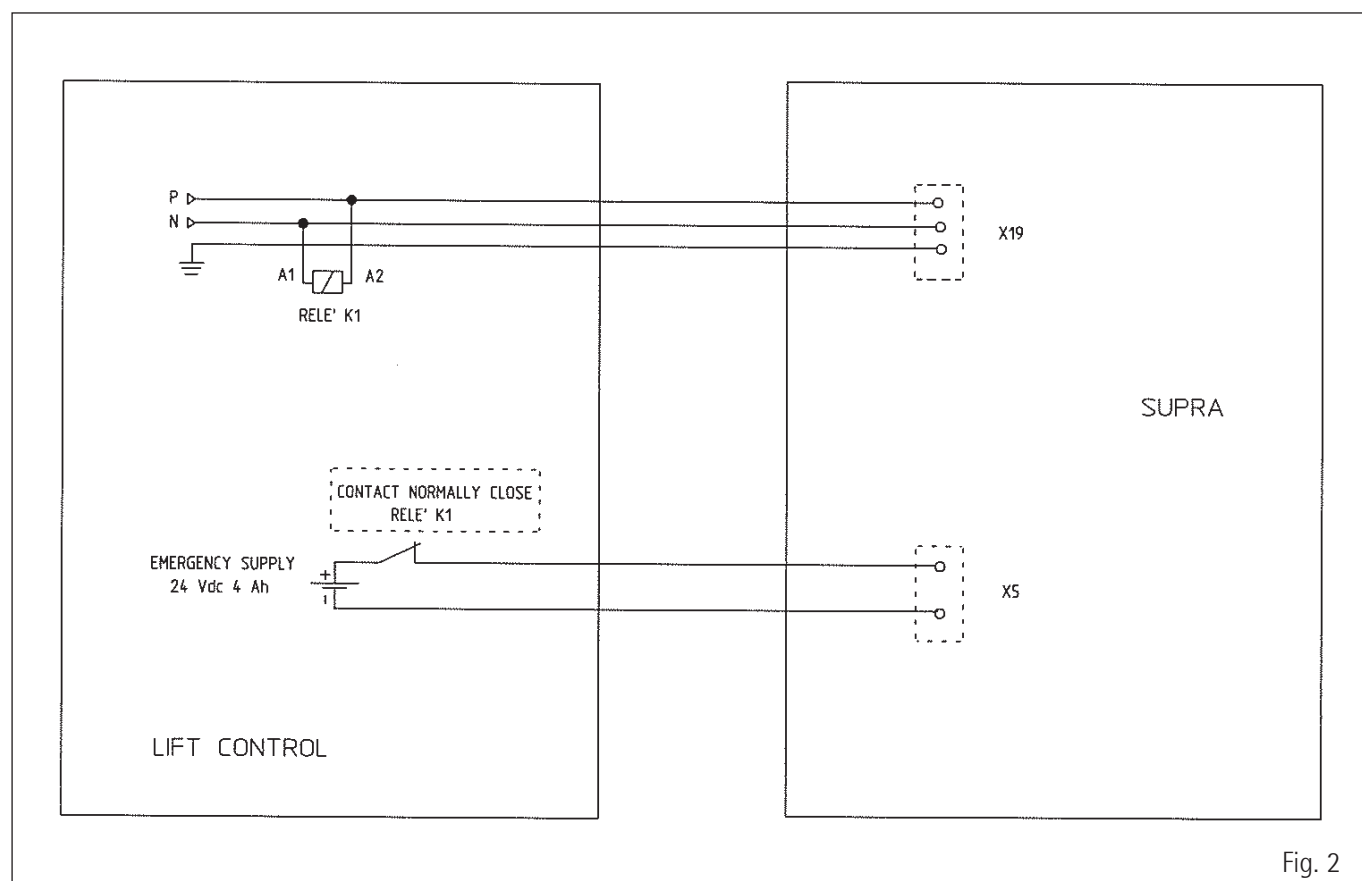 P
N
X19
A1
A2
RELE' K1
SUPRA
CONTACT NORMALLY CLOSE
RELE' K1
EMERGENCY SUPPLY
24 Vdc 4 Ah
+
X5
LIFT CONTROL
Fig. 2